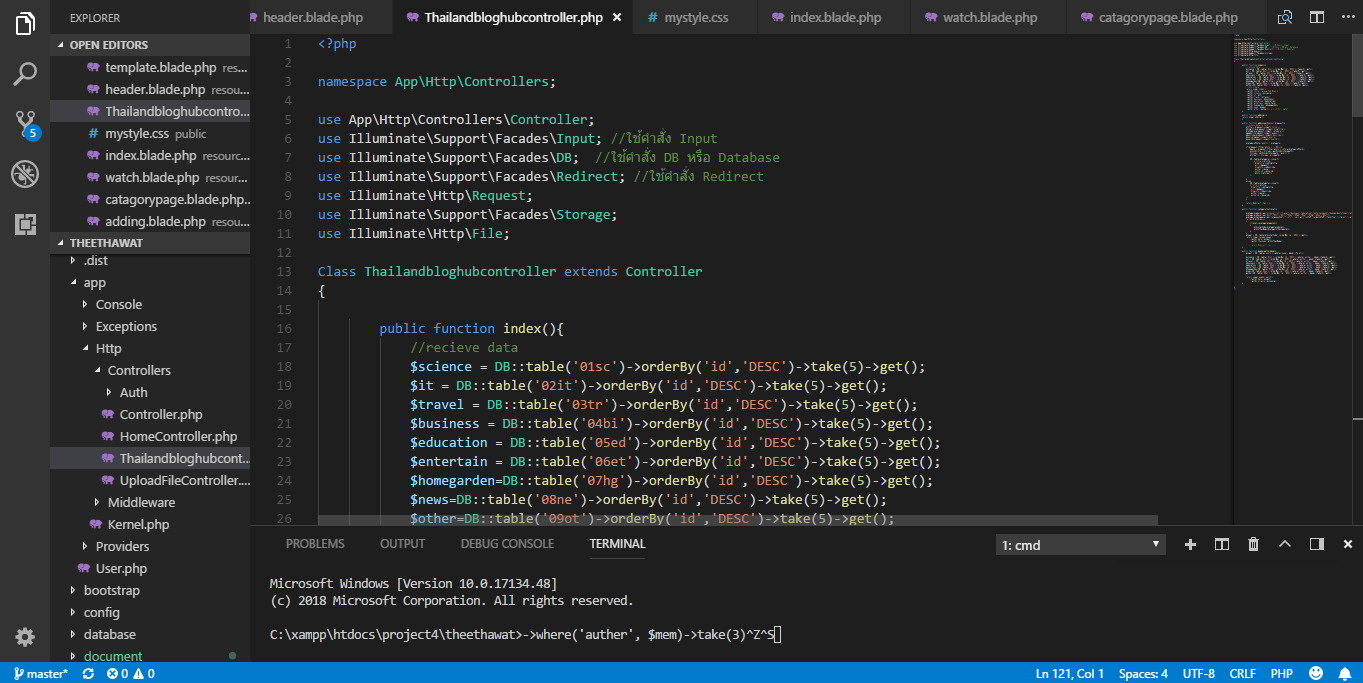 EXPLORER
OPEN EDITORS
template.blade.php res...
header.blade.php resou...
Thailandbloghubcontro...
mystyle.css public
index.blade.php resourc...
watch.blade.php resour...
catagorypage.blade.php...
adding.blade.php resou...
THEETHAWAT
.dist
app
Console
Exceptions
Http
Controllers
Auth
Controller.php
HomeController.php
Thailandbloghubcont...
UploadFileController....
Middleware
Kernel.php
Providers
User.php
bootstrap
config
database
document
5
header.blade.php Thailandbloghubcontroller.php × # mystyle.css index.blade.php watch.blade.php catagorypage.blade.php ...
1 <?php
2
3 namespace App\Http\Controllers;
4
5 use App\Http\Controllers\Controller;
6 use Illuminate\Support\Facades\Input; //ใช้คำสั่ง Input
7 use Illuminate\Support\Facades\DB;  //ใช้คำสั่ง DB หรือ Database
8 use Illuminate\Support\Facades\Redirect; //ใช้คำสั่ง Redirect
9 use Illuminate\Http\Request;
10 use Illuminate\Support\Facades\Storage;
11 use Illuminate\Http\File;
12
13 Class Thailandbloghubcontroller extends Controller
14 {
15
16 public function index(){
17 //recieve data
18 $science = DB::table('01sc')->orderBy('id','DESC')->take(5)->get();
19 $it = DB::table('02it')->orderBy('id','DESC')->take(5)->get();
20 $travel = DB::table('03tr')->orderBy('id','DESC')->take(5)->get();
21 $business = DB::table('04bi')->orderBy('id','DESC')->take(5)->get();
22 $education = DB::table('05ed')->orderBy('id','DESC')->take(5)->get();
23 $entertain = DB::table('06et')->orderBy('id','DESC')->take(5)->get();
24 $homegarden=DB::table('07hg')->orderBy('id','DESC')->take(5)->get();
25 $news=DB::table('08ne')->orderBy('id','DESC')->take(5)->get();
26 $other=DB::table('09ot')->orderBy('id','DESC')->take(5)->get();
PROBLEMS OUTPUT DEBUG CONSOLE TERMINAL 1: cmd
Microsoft Windows [Version 10.0.17134.48]
(c) 2018 Microsoft Corporation. All rights reserved.
C:\xampp\htdocs\project4\theethawat>->where('auther', $mem)->take(3)^Z^S
master* 0 0 Ln 121, Col 1 Spaces: 4 UTF-8 CRLF PHP